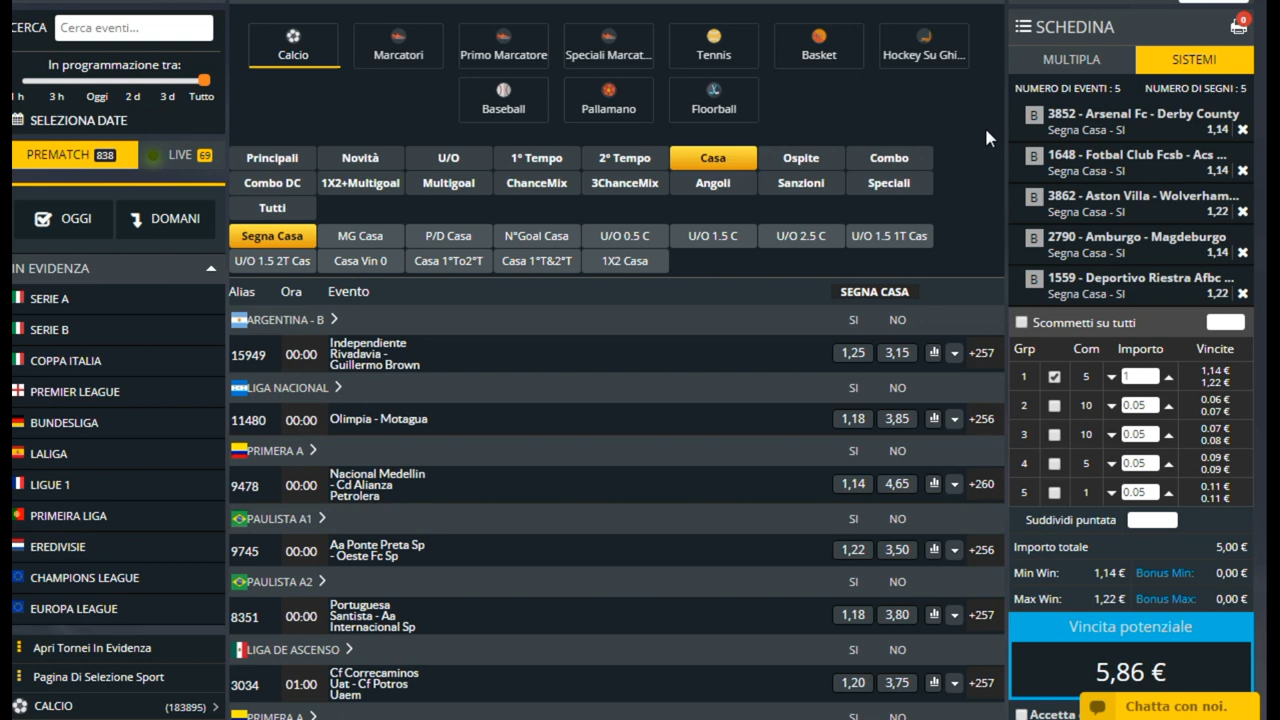 CERCA
Cerca eventi...
In programmazione tra:
1 h 3 h Oggi 2 d 3 d Tutto
SELEZIONA DATE
PREMATCH 838 LIVE 69
OGGI DOMANI
IN EVIDENZA
SERIE A
SERIE B
COPPA ITALIA
PREMIER LEAGUE
BUNDESLIGA
LALIGA
LIGUE 1
PRIMEIRA LIGA
EREDIVISIE
CHAMPIONS LEAGUE
EUROPA LEAGUE
Apri Tornei In Evidenza
Pagina Di Selezione Sport
CALCIO (183895)
Calcio Marcatori Primo Marcatore Speciali Marcat... Tennis Basket Hockey Su Ghi...
Baseball Pallamano Floorball
Principali Novità U/O 1° Tempo 2° Tempo Casa Ospite Combo
Combo DC 1X2+Multigoal Multigoal ChanceMix 3ChanceMix Angoli Sanzioni Speciali
Tutti
Segna Casa MG Casa P/D Casa N°Goal Casa U/O 0.5 C U/O 1.5 C U/O 2.5 C U/O 1.5 1T Cas
U/O 1.5 2T Cas Casa Vin 0 Casa 1°To2°T Casa 1°T&2°T 1X2 Casa
Alias Ora Evento SEGNA CASA
ARGENTINA - B SI NO
15949 00:00 Independiente
Rivadavia -
Guillermo Brown
1,25 3,15 +257
LIGA NACIONAL SI NO
11480 00:00 Olimpia - Motagua 1,18 3,85 +256
PRIMERA A SI NO
9478 00:00 Nacional Medellin
- Cd Alianza
Petrolera
1,14 4,65 +260
PAULISTA A1 SI NO
9745 00:00 Aa Ponte Preta Sp
- Oeste Fc Sp
1,22 3,50 +256
PAULISTA A2 SI NO
8351 00:00 Portuguesa
Santista - Aa
Internacional Sp
1,18 3,80 +257
LIGA DE ASCENSO SI NO
3034 01:00 Cf Correcaminos
Uat - Cf Potros
Uaem
1,20 3,75 +257
PRIMERA A SI NO
SCHEDINA 0
MULTIPLA SISTEMI
NUMERO DI EVENTI : 5 NUMERO DI SEGNI : 5
B 3852 - Arsenal Fc - Derby County
Segna Casa - SI 1,14
B 1648 - Fotbal Club Fcsb - Acs ...
Segna Casa - SI 1,14
B 3862 - Aston Villa - Wolverham...
Segna Casa - SI 1,22
B 2790 - Amburgo - Magdeburgo
Segna Casa - SI 1,14
B 1559 - Deportivo Riestra Afbc ...
Segna Casa - SI 1,22
Scommetti su tutti
Grp Com Importo Vincite
1 5 1 1,14 €
1,22 €
2 10 0.05 0.06 €
0.07 €
3 10 0.05 0.07 €
0.08 €
4 5 0.05 0.09 €
0.09 €
5 1 0.05 0.11 €
0.11 €
Suddividi puntata
Importo totale 5,00 €
Min Win: 1,14 € Bonus Min: 0,00 €
Max Win: 1,22 € Bonus Max: 0,00 €
Vincita potenziale
5,86 €
Accetta
Chatta con noi.